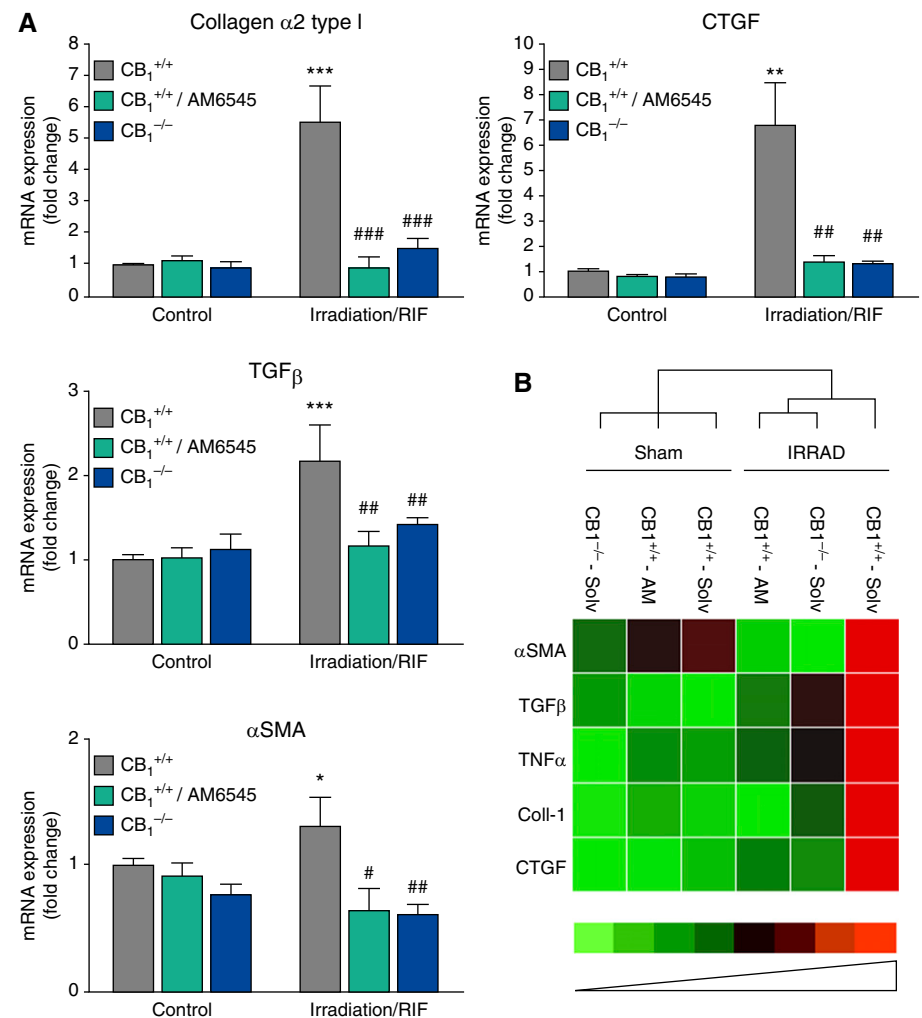 A
Collagen α2 type I
mRNA expression
(fold change)
8
7
6
5
4
3
2
1
0
CB1+/+
CB1+/+ / AM6545
CB1−/−
***
###
###
Control
Irradiation/RIF
CTGF
mRNA expression
(fold change)
10
9
8
7
6
5
4
3
2
1
0
CB1+/+
CB1+/+ / AM6545
CB1−/−
**
##
##
Control
Irradiation/RIF
TGFβ
mRNA expression
(fold change)
3
2
1
0
CB1+/+
CB1+/+ / AM6545
CB1−/−
***
##
##
Control
Irradiation/RIF
αSMA
mRNA expression
(fold change)
2
1
0
CB1+/+
CB1+/+ / AM6545
CB1−/−
*
#
##
Control
Irradiation/RIF
B
Sham
IRRAD
CB1−/− - Solv
CB1+/+ - AM
CB1+/+ - Solv
CB1+/+ - AM
CB1−/− - Solv
CB1+/+ - Solv
αSMA
TGFβ
TNFα
Coll-1
CTGF